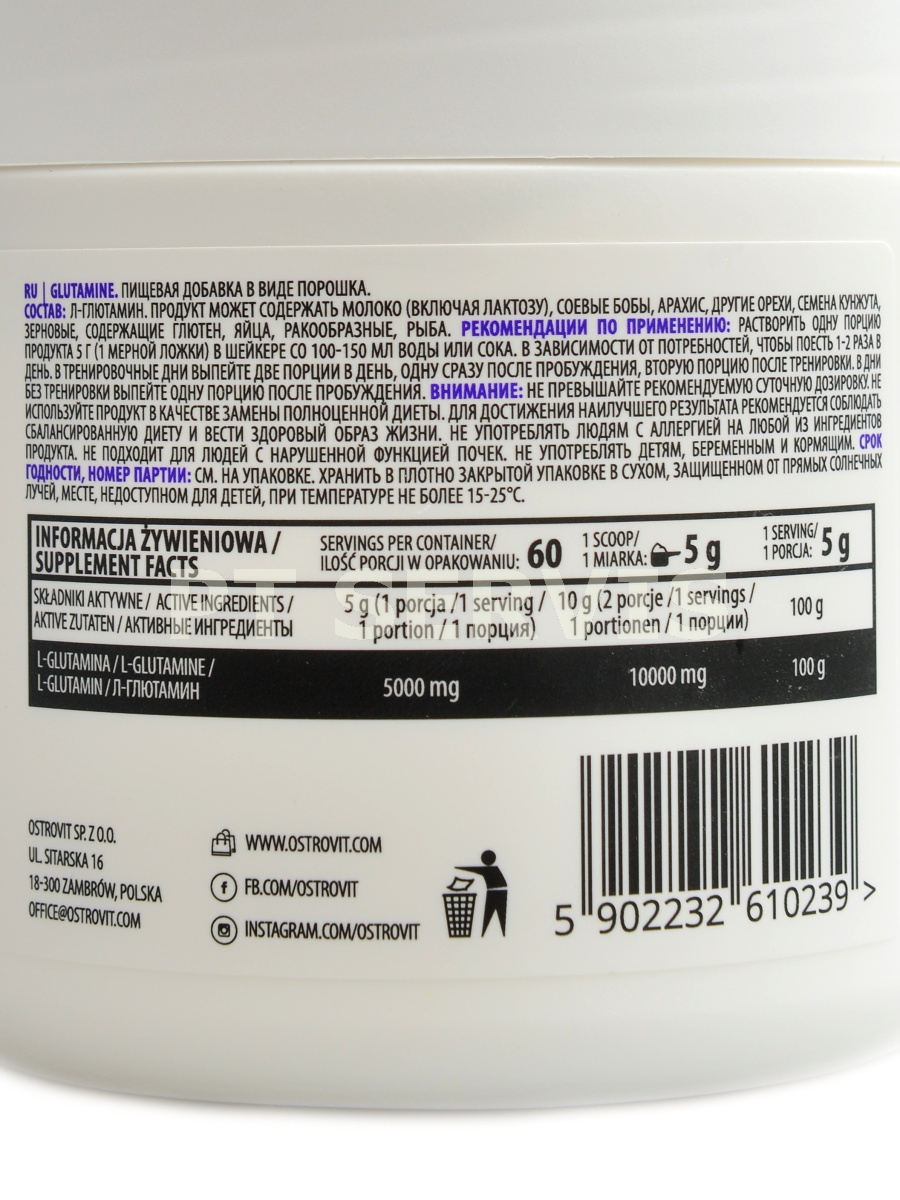 RU | GLUTAMINE. ПИЩЕВАЯ ДОБАВКА В ВИДЕ ПОРОШКА.
СОСТАВ: Л-ГЛЮТАМИН. ПРОДУКТ МОЖЕТ СОДЕРЖАТЬ МОЛОКО (ВКЛЮЧАЯ ЛАКТОЗУ), СОЕВЫЕ БОБЫ, АРАХИС, ДРУГИЕ ОРЕХИ, СЕМЕНА КУНЖУТА,
ЗЕРНОВЫЕ, СОДЕРЖАЩИЕ ГЛЮТЕН, ЯЙЦА, РАКООБРАЗНЫЕ, РЫБА. РЕКОМЕНДАЦИИ ПО ПРИМЕНЕНИЮ: РАСТВОРИТЬ ОДНУ ПОРЦИЮ
ПРОДУКТА 5 Г (1 МЕРНОЙ ЛОЖКИ) В ШЕЙКЕРЕ СО 100-150 МЛ ВОДЫ ИЛИ СОКА. В ЗАВИСИМОСТИ ОТ ПОТРЕБНОСТЕЙ, ЧТОБЫ ПОЕСТЬ 1-2 РАЗА В
ДЕНЬ. В ТРЕНИРОВОЧНЫЕ ДНИ ВЫПЕЙТЕ ДВЕ ПОРЦИИ В ДЕНЬ, ОДНУ СРАЗУ ПОСЛЕ ПРОБУЖДЕНИЯ, ВТОРУЮ ПОРЦИЮ ПОСЛЕ ТРЕНИРОВКИ. В ДНИ
БЕЗ ТРЕНИРОВКИ ВЫПЕЙТЕ ОДНУ ПОРЦИЮ ПОСЛЕ ПРОБУЖДЕНИЯ. ВНИМАНИЕ: НЕ ПРЕВЫШАЙТЕ РЕКОМЕНДУЕМУЮ СУТОЧНУЮ ДОЗИРОВКУ. НЕ
ИСПОЛЬЗУЙТЕ ПРОДУКТ В КАЧЕСТВЕ ЗАМЕНЫ ПОЛНОЦЕННОЙ ДИЕТЫ. ДЛЯ ДОСТИЖЕНИЯ НАИЛУЧШЕГО РЕЗУЛЬТАТА РЕКОМЕНДУЕТСЯ СОБЛЮДАТЬ
СБАЛАНСИРОВАННУЮ ДИЕТУ И ВЕСТИ ЗДОРОВЫЙ ОБРАЗ ЖИЗНИ. НЕ УПОТРЕБЛЯТЬ ЛЮДЯМ С АЛЛЕРГИЕЙ НА ЛЮБОЙ ИЗ ИНГРЕДИЕНТОВ
ПРОДУКТА. НЕ ПОДХОДИТ ДЛЯ ЛЮДЕЙ С НАРУШЕННОЙ ФУНКЦИЕЙ ПОЧЕК. НЕ УПОТРЕБЛЯТЬ ДЕТЯМ, БЕРЕМЕННЫМ И КОРМЯЩИМ. СРОК
ГОДНОСТИ, НОМЕР ПАРТИИ: СМ. НА УПАКОВКЕ. ХРАНИТЬ В ПЛОТНО ЗАКРЫТОЙ УПАКОВКЕ В СУХОМ, ЗАЩИЩЕННОМ ОТ ПРЯМЫХ СОЛНЕЧНЫХ
ЛУЧЕЙ, МЕСТЕ, НЕДОСТУПНОМ ДЛЯ ДЕТЕЙ, ПРИ ТЕМПЕРАТУРЕ НЕ БОЛЕЕ 15-25°C.
INFORMACJA ŻYWIENIOWA /
SUPPLEMENT FACTS
SERVINGS PER CONTAINER/
ILOŚĆ PORCJI W OPAKOWANIU: 60
1 SCOOP/
1 MIARKA: 5 g
1 SERVING/
1 PORCJA: 5 g
SKŁADNIKI AKTYWNE / ACTIVE INGREDIENTS /
AKTIVE ZUTATEN / АКТИВНЫЕ ИНГРЕДИЕНТЫ
5 g (1 porcja /1 serving /
1 portion / 1 порция)
10 g (2 porcje /1 servings /
1 portionen / 1 порции)
100 g
L-GLUTAMINA / L-GLUTAMINE /
L-GLUTAMIN / Л-ГЛЮТАМИН
5000 mg
10000 mg
100 g
PT SERVIS
OSTROVIT SP. Z O.O.
UL. SITARSKA 16
18-300 ZAMBRÓW, POLSKA
OFFICE@OSTROVIT.COM
WWW.OSTROVIT.COM
FB.COM/OSTROVIT
INSTAGRAM.COM/OSTROVIT
5 902232 610239 >